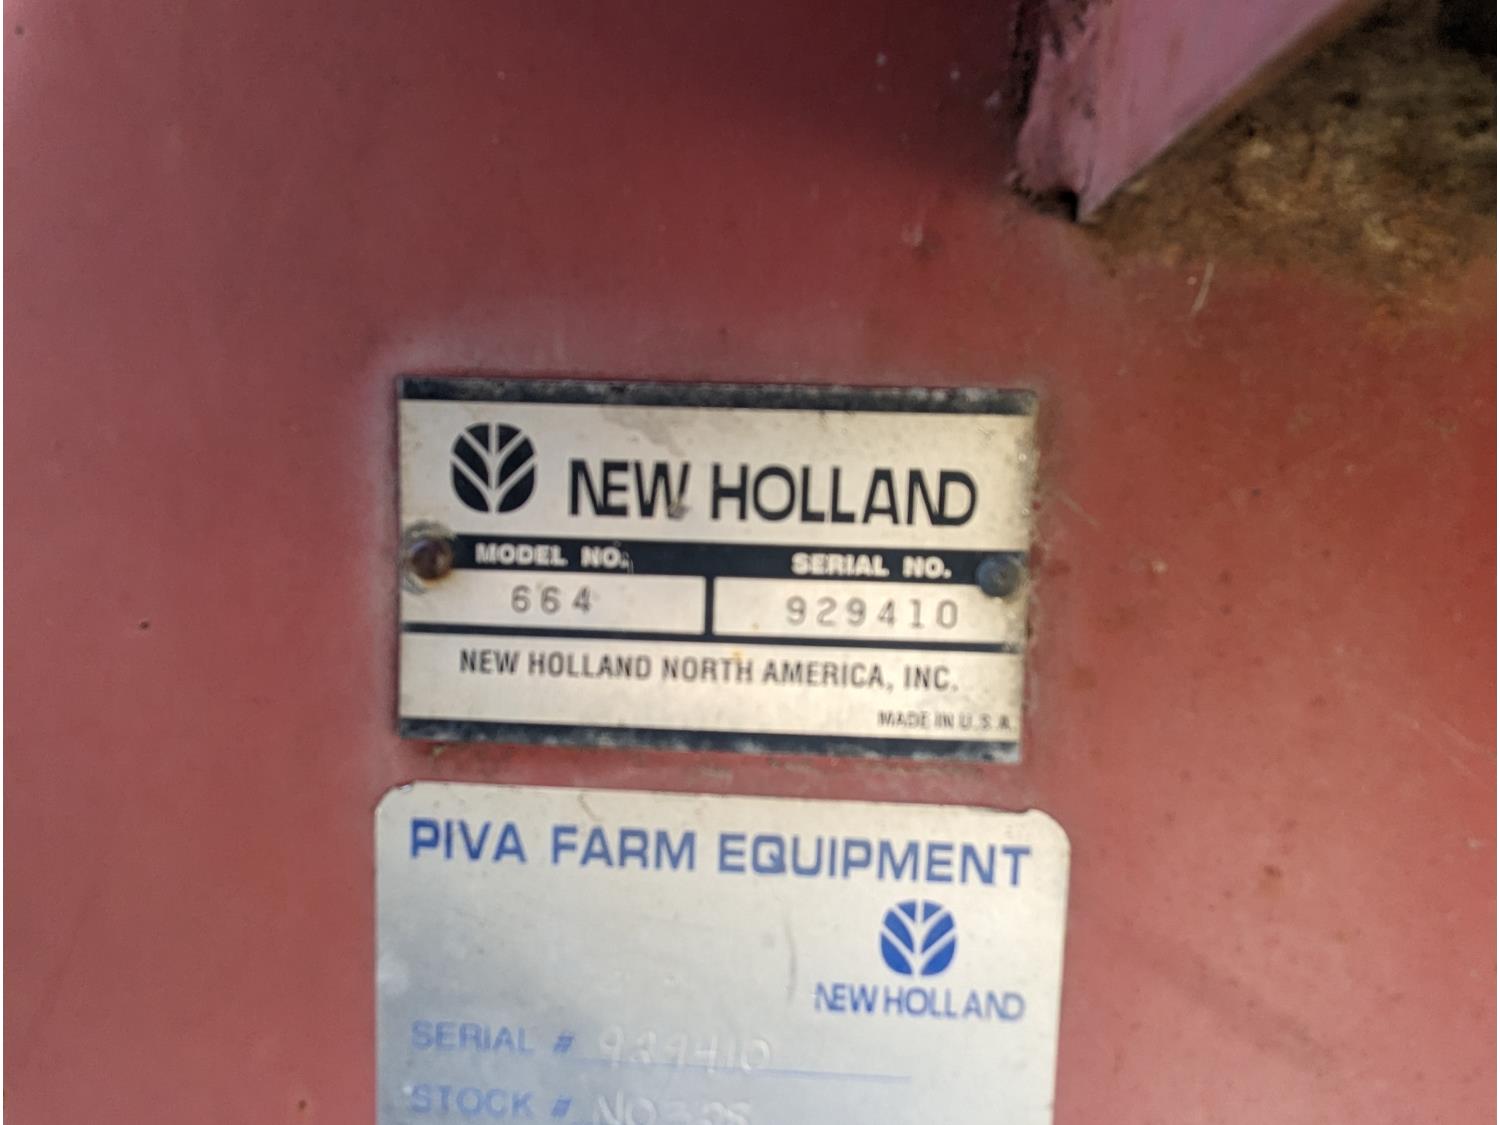 NEW HOLLAND
MODEL NO. SERIAL NO.
664 929410
NEW HOLLAND NORTH AMERICA, INC.
MADE IN U.S.A.
PIVA FARM EQUIPMENT
NEW HOLLAND
SERIAL # 929410
STOCK #